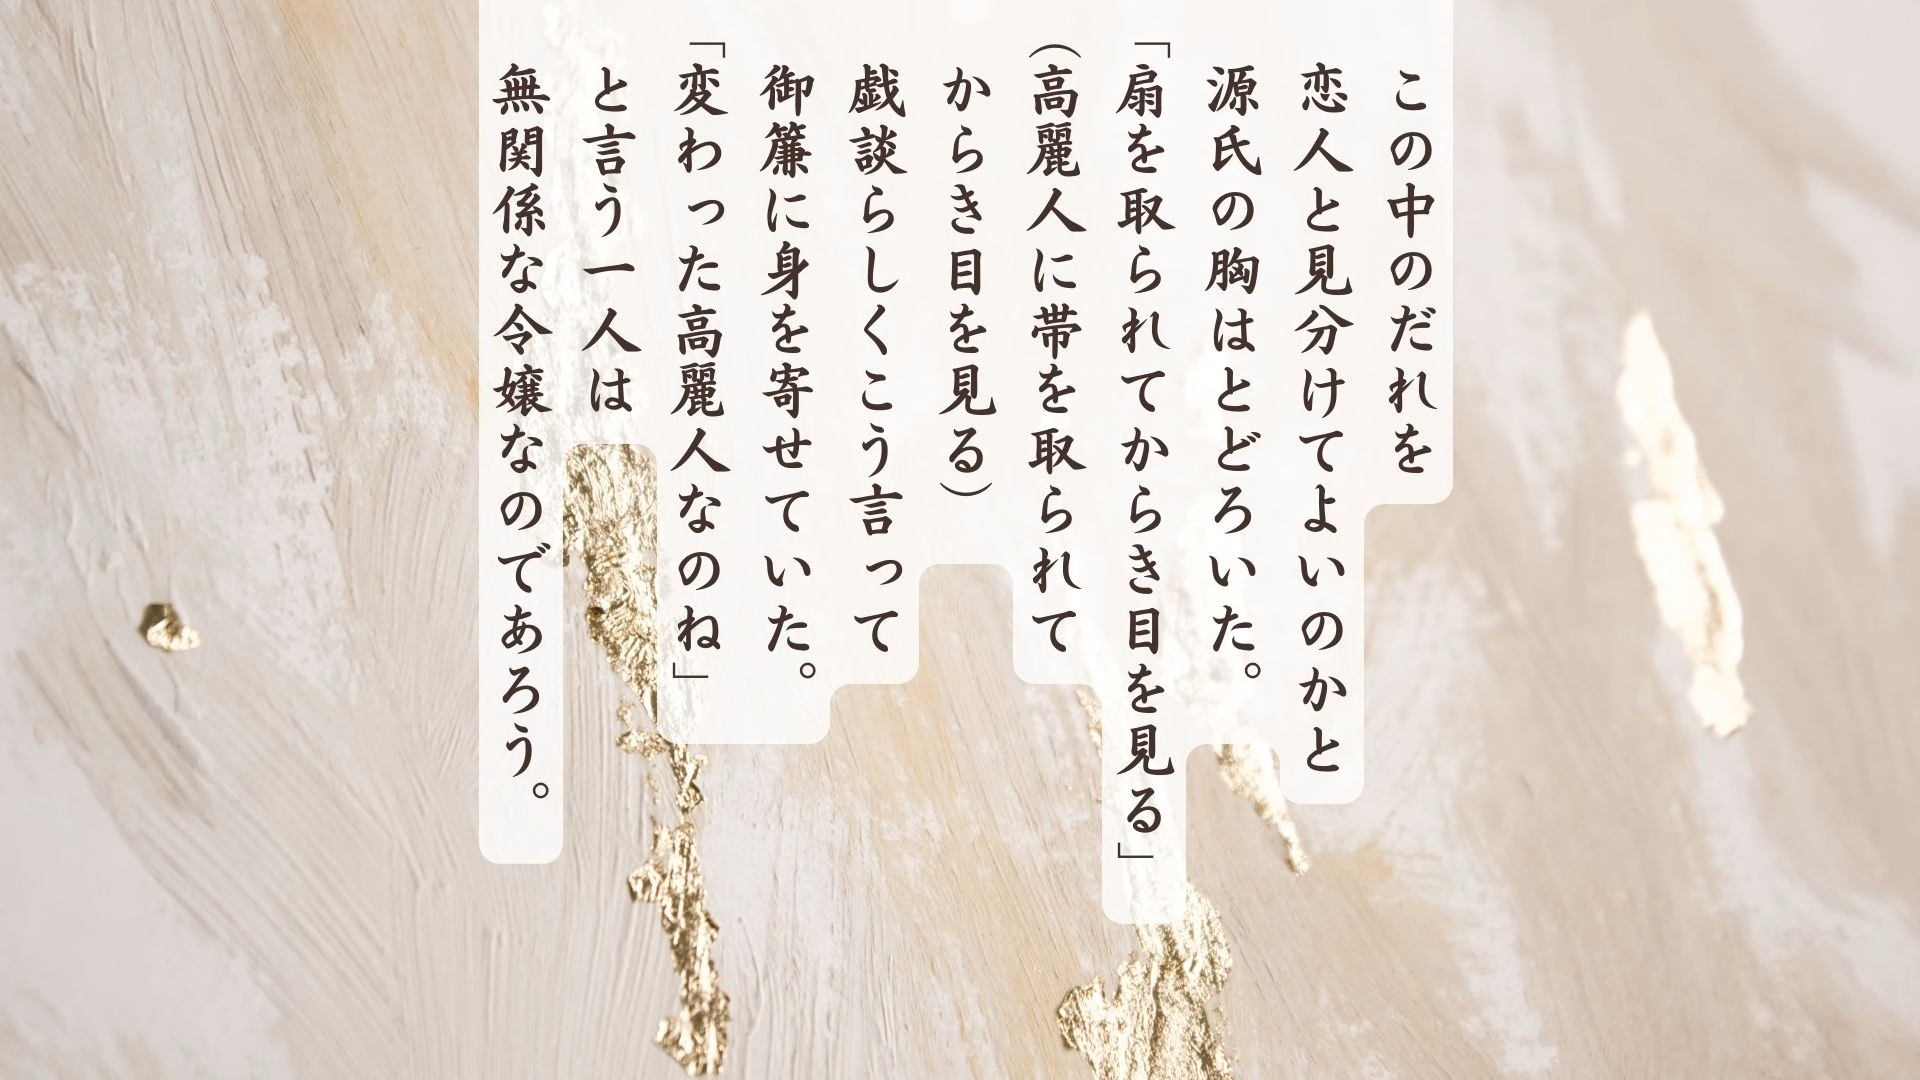 この中のだれを
恋人と見分けてよいのかと
源氏の胸はとどろいた。
「扇を取られてからき目を見る」
（高麗人に帯を取られて
からき目を見る）
戯談らしくこう言って
御簾に身を寄せていた。
「変わった高麗人なのね」
と言う一人は
無関係な令嬢なのであろう。